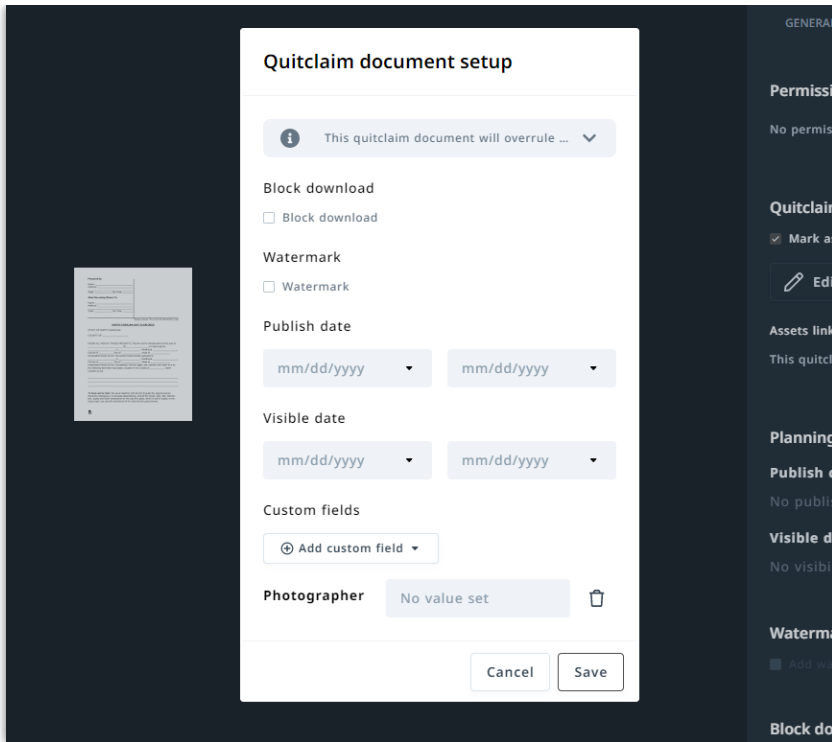 GENERAL
Quitclaim document setup
Permissi
This quitclaim document will overrule ...
No permis
Block download
Block download
Quitclaim
Mark as
Watermark
Watermark
Edi
Publish date
Assets link
mm/dd/yyyy mm/dd/yyyy
This quitcl
Visible date
Planning
mm/dd/yyyy mm/dd/yyyy
Publish d
No publis
Custom fields
Visible d
Add custom field
No visibi
Photographer No value set
Waterma
Add wa
Cancel Save
Block do